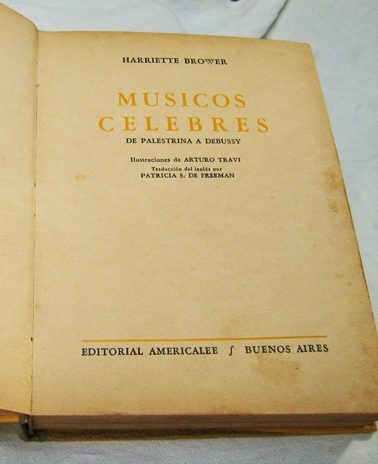 HARRIETTE BROWER
MUSICOS
CELEBRES
DE PALESTRINA A DEBUSSY
Ilustraciones de ARTURO TRAVI
Traducción del inglés por
PATRICIA S. DE FREEMAN
EDITORIAL AMERICALEE ∫ BUENOS AIRES